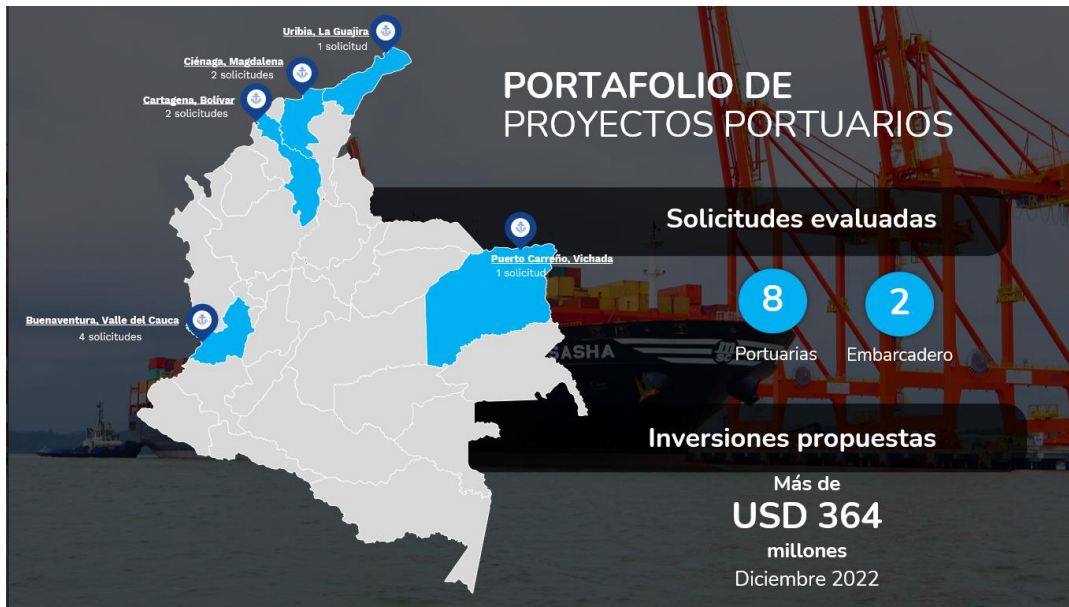 Uribia, La Guajira
1 solicitud
Ciénaga, Magdalena
2 solicitudes
Cartagena, Bolívar
2 solicitudes
PORTAFOLIO DE
PROYECTOS PORTUARIOS
Solicitudes evaluadas
Puerto Carreño, Vichada
1 solicitud
8
2
Portuarias
Embarcadero
Buenaventura, Valle del Cauca
4 solicitudes
SASHA
msc
Inversiones propuestas
Más de
USD 364
millones
Diciembre 2022